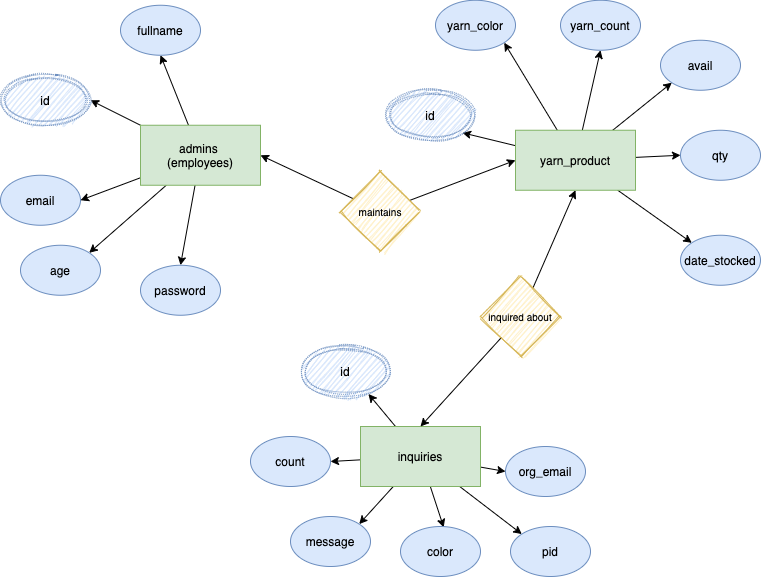 fullname
id
admins
(employees)
email
age
password
maintains
yarn_color
yarn_count
avail
id
yarn_product
qty
date_stocked
inquired about
id
count
inquiries
org_email
message
color
pid